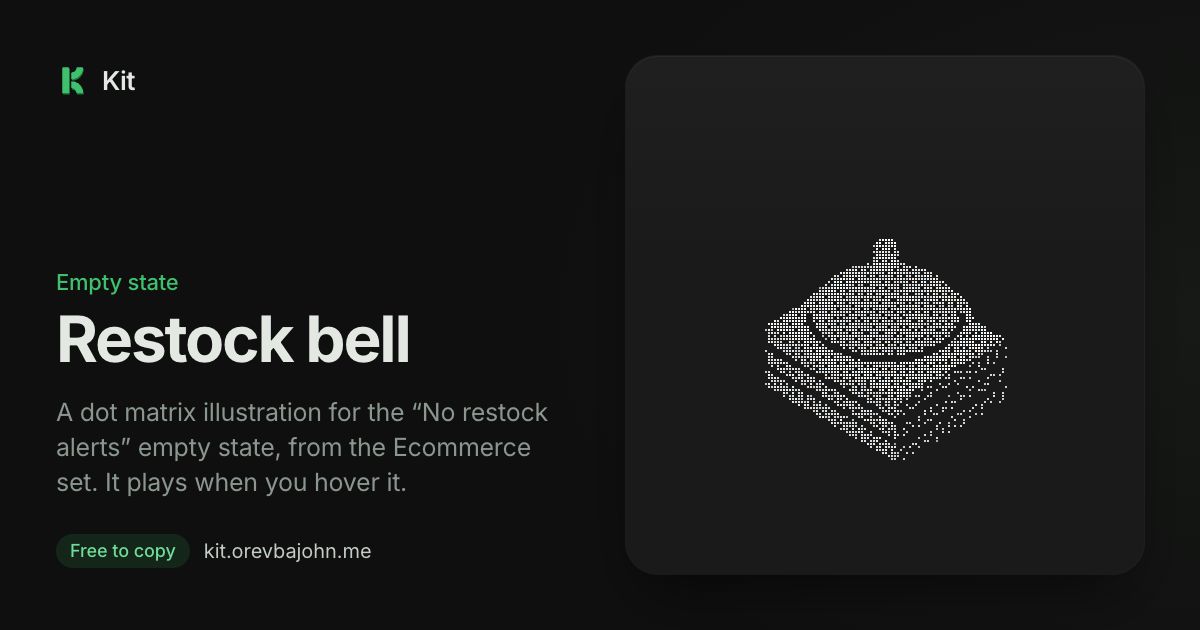 Kit
Empty state
Restock bell
A dot matrix illustration for the “No restock
alerts” empty state, from the Ecommerce
set. It plays when you hover it.
Free to copy
kit.orevbajohn.me